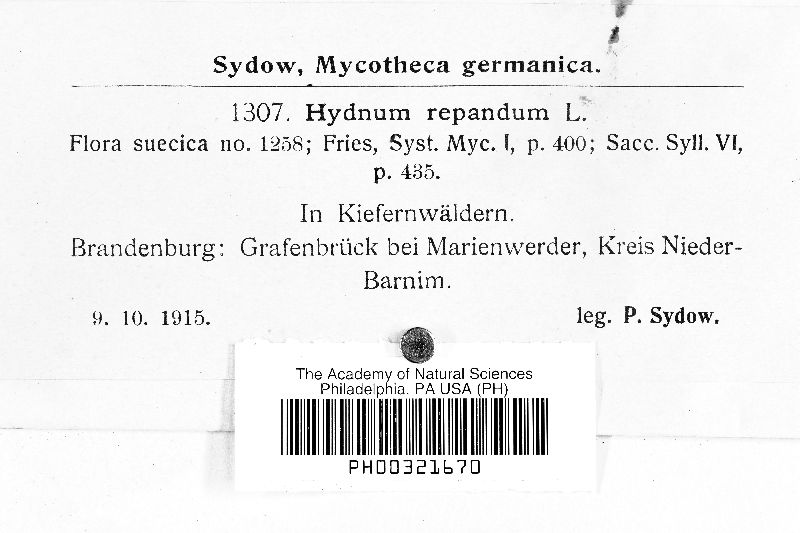 Sydow, Mycotheca germanica.
1307. Hydnum repandum L.
Flora suecica no. 1258; Fries, Syst. Myc. I, p. 400; Sacc. Syll. VI,
p. 435.
In Kiefernwäldern.
Brandenburg: Grafenbrück bei Marienwerder, Kreis Nieder-
Barnim.
9. 10. 1915. leg. P. Sydow.
The Academy of Natural Sciences
Philadelphia, PA USA (PH)
PH00321670